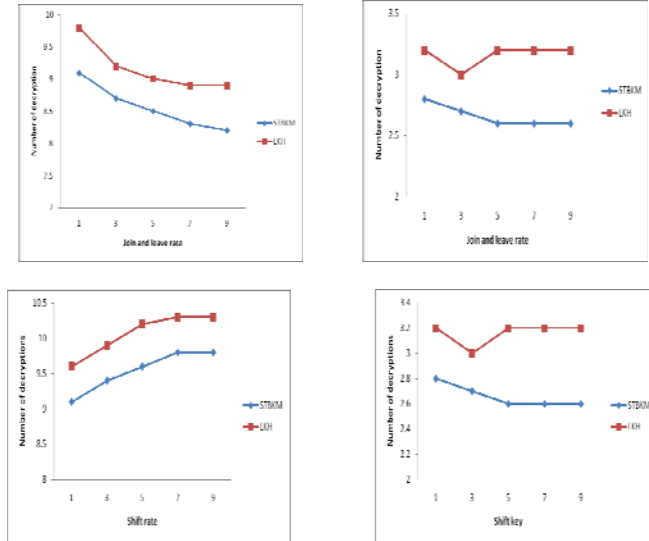 10
9.5
9
8.5
8
7.5
7
Number of decryption
1 3 5 7 9
Join and leave rate
STBKM
LKH
3.5
3
2.5
2
Number of decryption
1 3 5 7 9
Join and leave rate
STBKM
LKH
10.5
10
9.5
9
8.5
8
Number of decryptions
1 3 5 7 9
Shift rate
STBKM
LKH
3.4
3.2
3
2.8
2.6
2.4
2.2
2
Number of decryptions
1 3 5 7 9
Shift key
STBKM
LKH